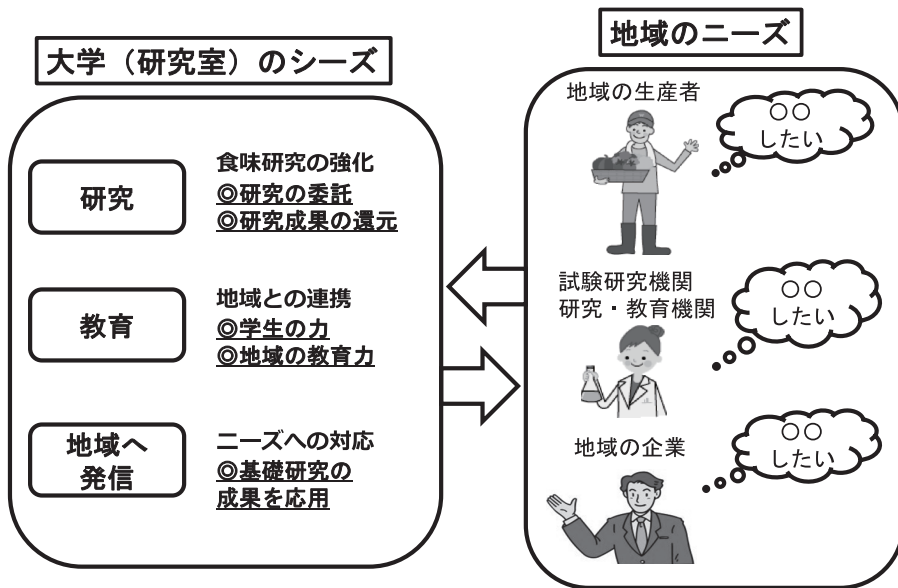 大学（研究室）のシーズ
研究
食味研究の強化
◎研究の委託
◎研究成果の還元
教育
地域との連携
◎学生の力
◎地域の教育力
地域へ
発信
ニーズへの対応
◎基礎研究の
成果を応用
地域のニーズ
地域の生産者
○○
したい
試験研究機関
研究・教育機関
○○
したい
地域の企業
○○
したい